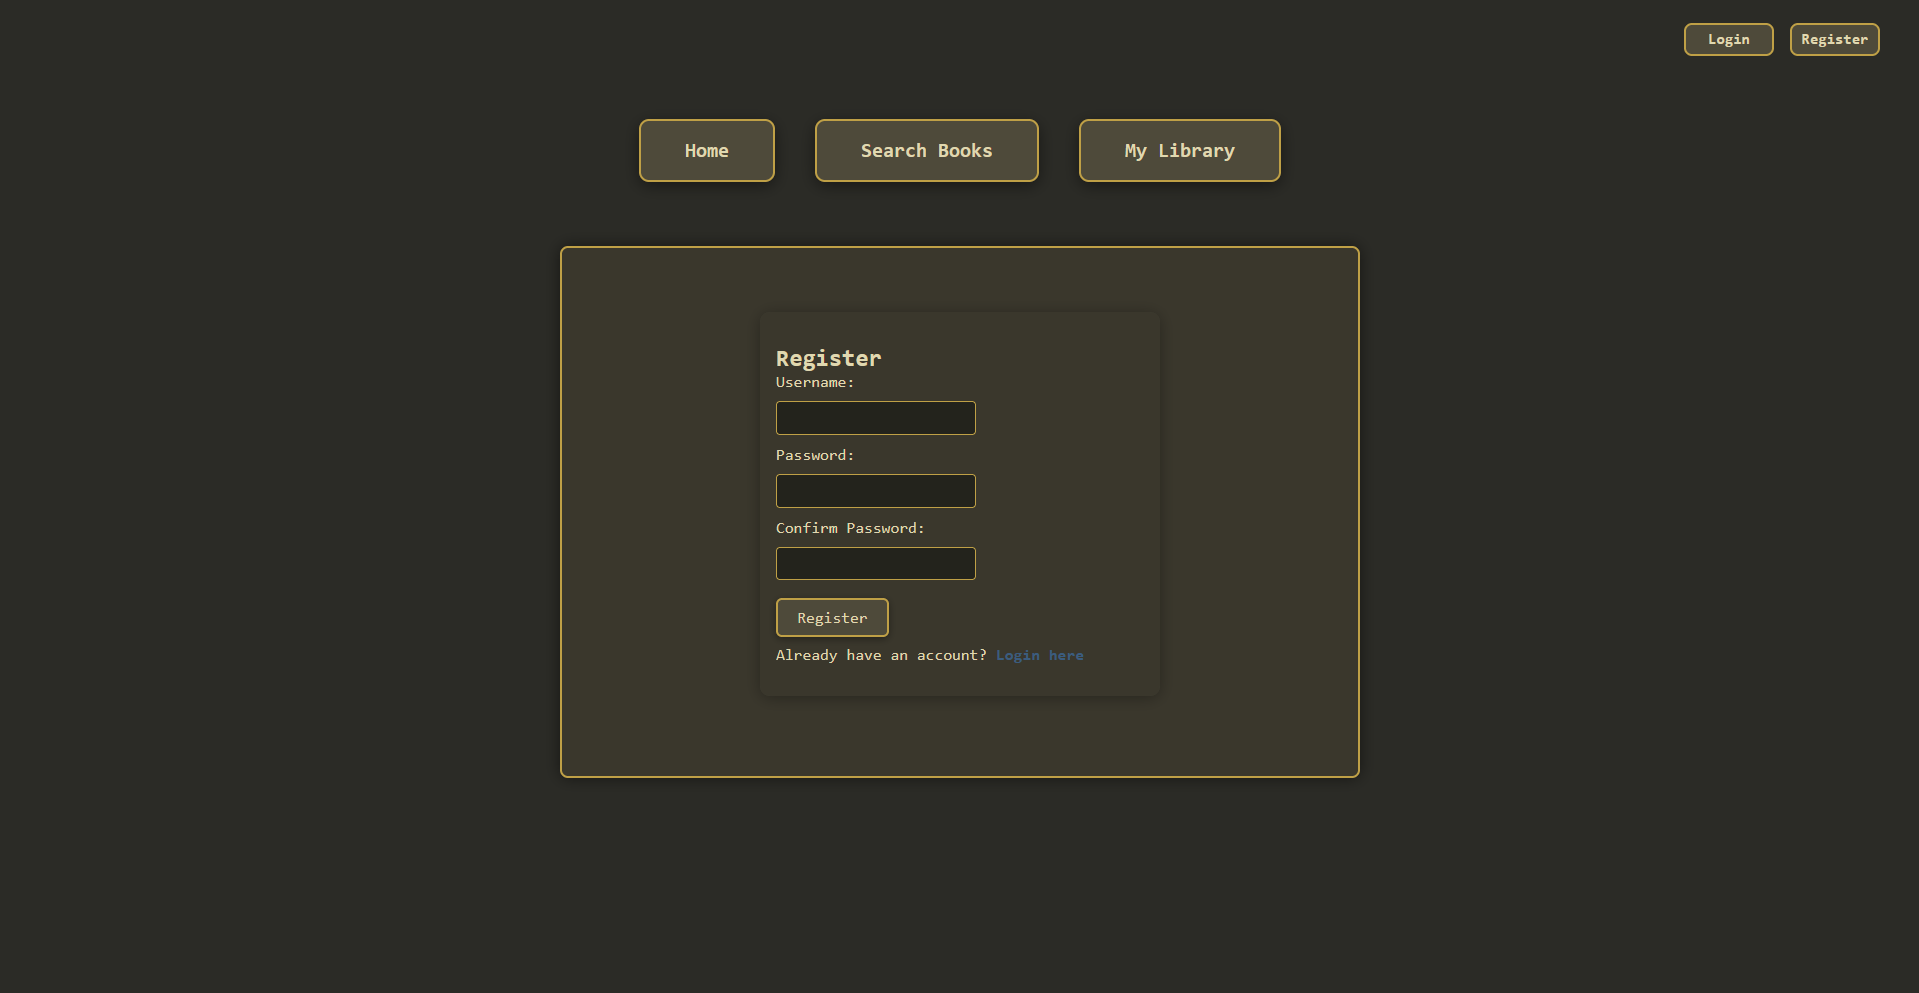 Login Register
Home Search Books My Library
Register
Username:
Password:
Confirm Password:
Register
Already have an account? Login here